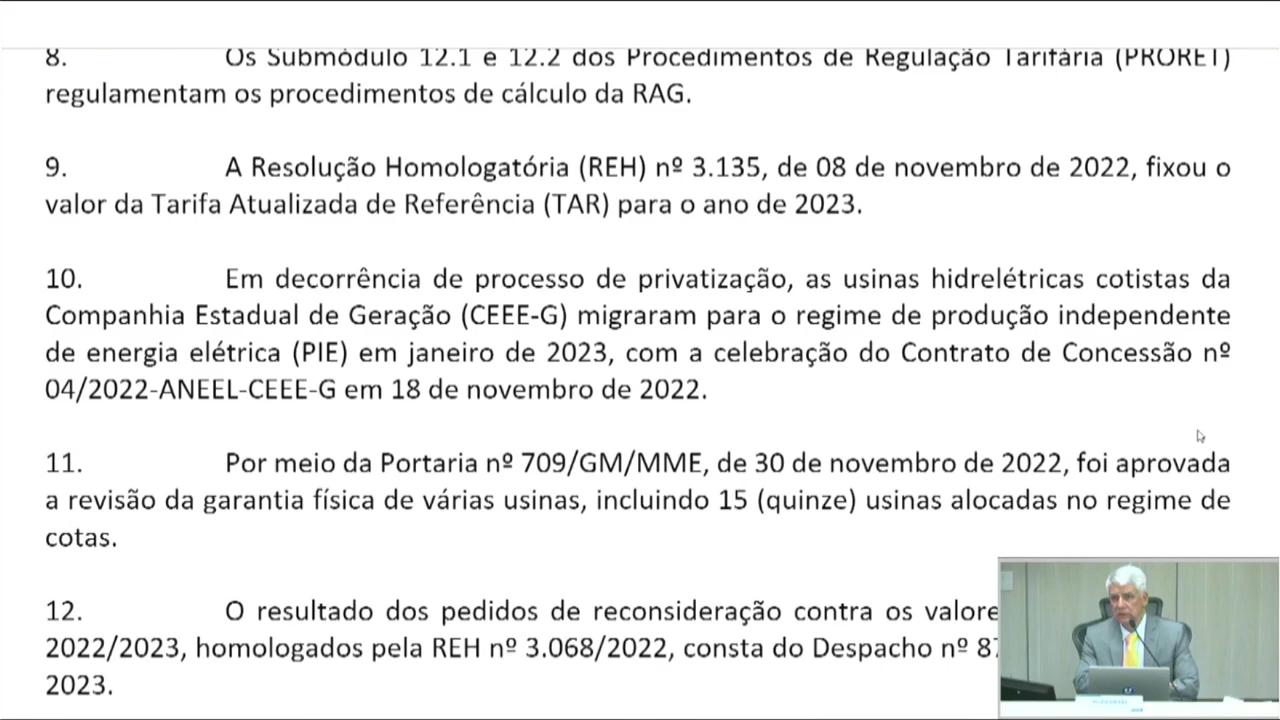 8. Os Submódulo 12.1 e 12.2 dos Procedimentos de Regulação Tarifária (PRORET)
regulamentam os procedimentos de cálculo da RAG.
9. A Resolução Homologatória (REH) nº 3.135, de 08 de novembro de 2022, fixou o
valor da Tarifa Atualizada de Referência (TAR) para o ano de 2023.
10. Em decorrência de processo de privatização, as usinas hidrelétricas cotistas da
Companhia Estadual de Geração (CEEE-G) migraram para o regime de produção independente
de energia elétrica (PIE) em janeiro de 2023, com a celebração do Contrato de Concessão nº
04/2022-ANEEL-CEEE-G em 18 de novembro de 2022.
11. Por meio da Portaria nº 709/GM/MME, de 30 de novembro de 2022, foi aprovada
a revisão da garantia física de várias usinas, incluindo 15 (quinze) usinas alocadas no regime de
cotas.
12. O resultado dos pedidos de reconsideração contra os valore
2022/2023, homologados pela REH nº 3.068/2022, consta do Despacho nº 87
2023.